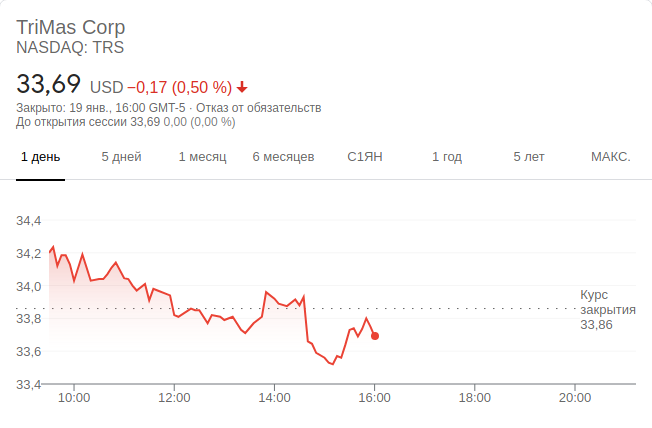 TriMas Corp
NASDAQ: TRS
33,69 USD −0,17 (0,50 %)
Закрыто: 19 янв., 16:00 GMT-5 · Отказ от обязательств
До открытия сессии 33,69 0,00 (0,00 %)
1 день 5 дней 1 месяц 6 месяцев С1ЯН 1 год 5 лет МАКС.
34,4
34,2
34,0
33,8
33,6
33,4
Курс
закрытия
33,86
10:00 12:00 14:00 16:00 18:00 20:00